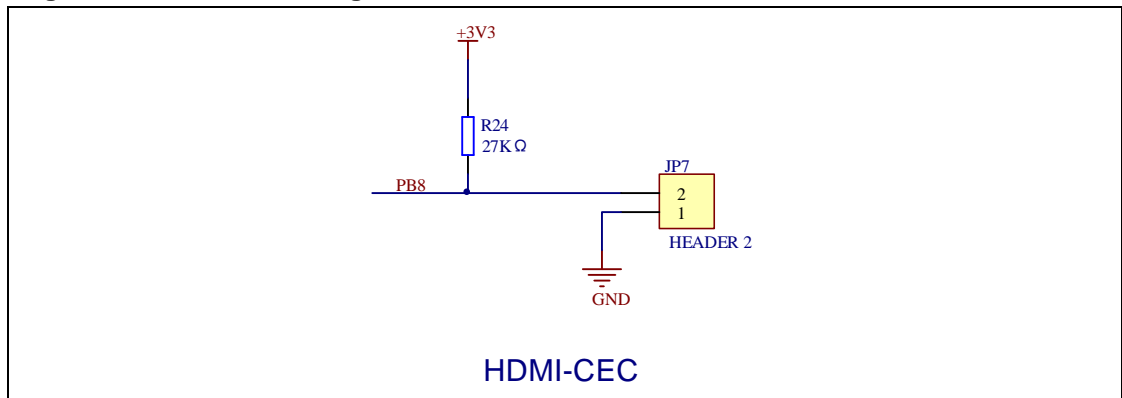 +3V3
R24
27KΩ
PB8
JP7
2
1
HEADER 2
GND
HDMI-CEC